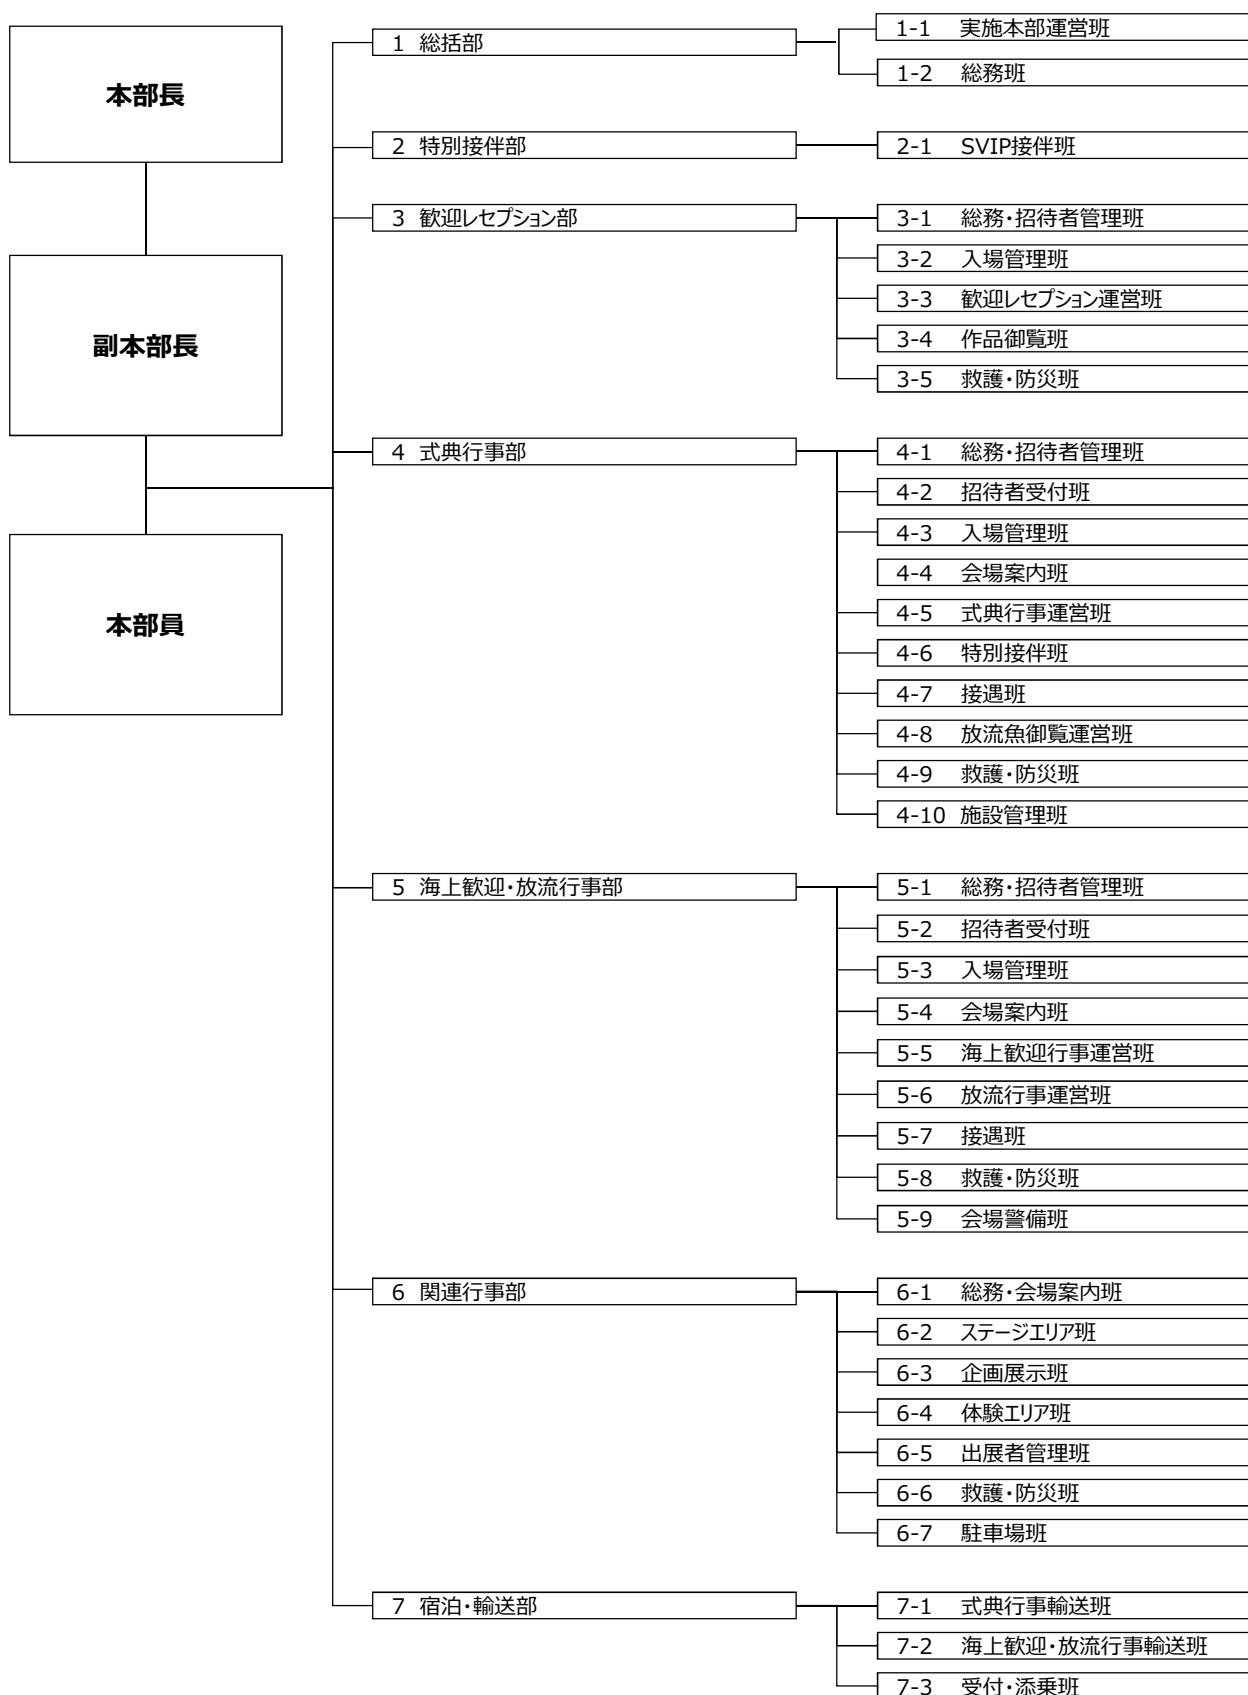 本部長
副本部長
本部員
1 総括部
1-1 実施本部運営班
1-2 総務班
2 特別接伴部
2-1 SVIP接伴班
3 歓迎レセプション部
3-1 総務・招待者管理班
3-2 入場管理班
3-3 歓迎レセプション運営班
3-4 作品御覧班
3-5 救護・防災班
4 式典行事部
4-1 総務・招待者管理班
4-2 招待者受付班
4-3 入場管理班
4-4 会場案内班
4-5 式典行事運営班
4-6 特別接伴班
4-7 接遇班
4-8 放流魚御覧運営班
4-9 救護・防災班
4-10 施設管理班
5 海上歓迎・放流行事部
5-1 総務・招待者管理班
5-2 招待者受付班
5-3 入場管理班
5-4 会場案内班
5-5 海上歓迎行事運営班
5-6 放流行事運営班
5-7 接遇班
5-8 救護・防災班
5-9 会場警備班
6 関連行事部
6-1 総務・会場案内班
6-2 ステージエリア班
6-3 企画展示班
6-4 体験エリア班
6-5 出展者管理班
6-6 救護・防災班
6-7 駐車場班
7 宿泊・輸送部
7-1 式典行事輸送班
7-2 海上歓迎・放流行事輸送班
7-3 受付・添乗班